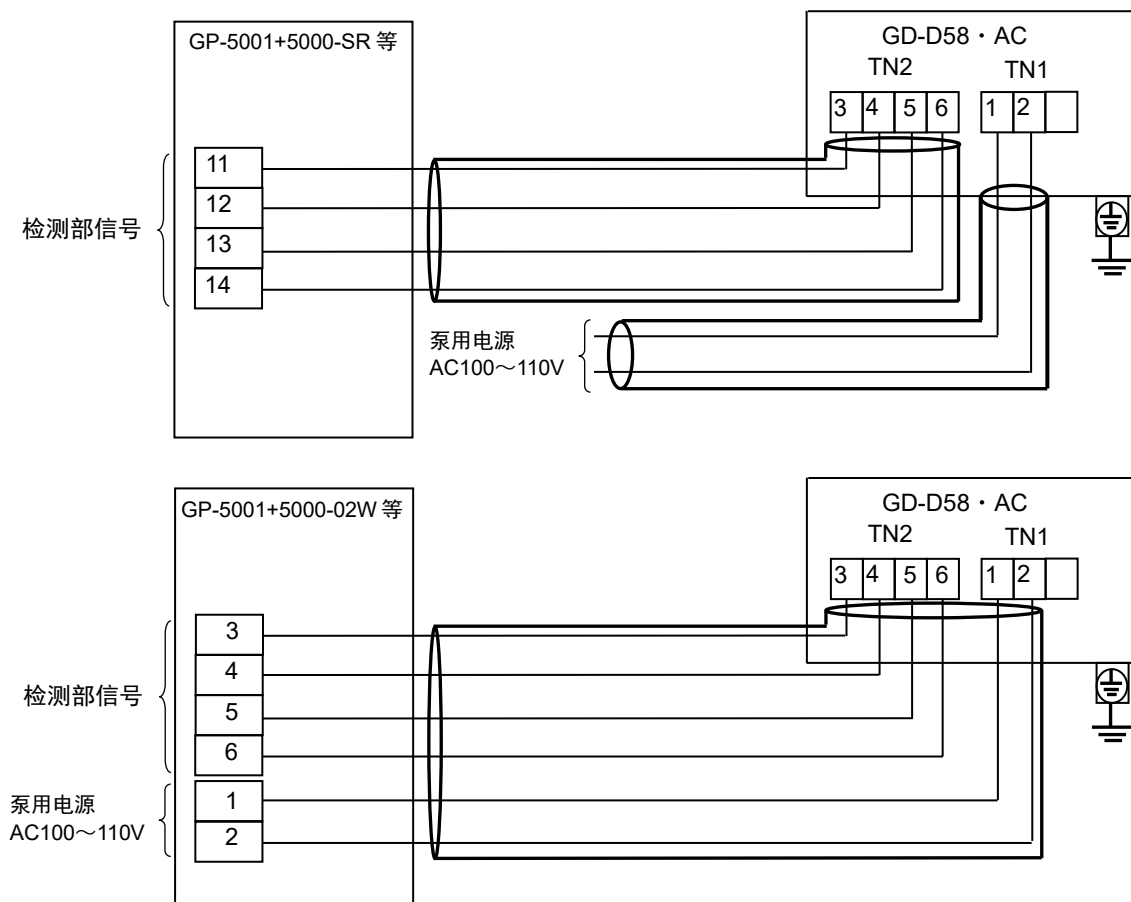 GP-5001+5000-SR 等
GD-D58・AC
TN2 TN1
3 4 5 6 1 2
11
12
检测部信号
13
14
泵用电源
AC100～110V
GP-5001+5000-02W 等
GD-D58・AC
TN2 TN1
3 4 5 6 1 2
3
4
检测部信号
5
6
泵用电源
AC100～110V
1
2